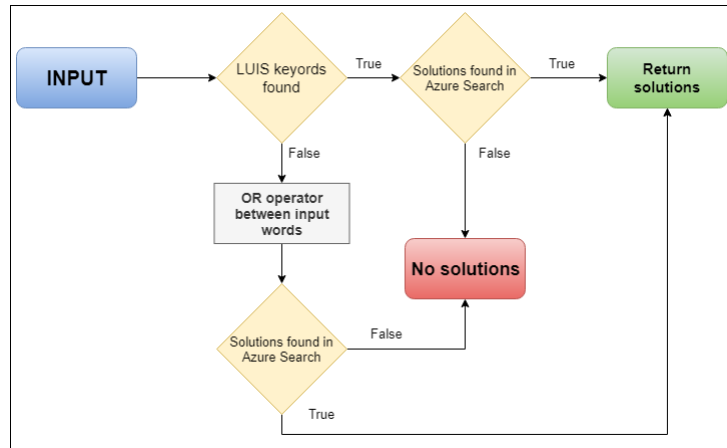 INPUT
LUIS keyords
found
True
Solutions found in
Azure Search
True
Return
solutions
False
False
OR operator
between input
words
No solutions
Solutions found in
Azure Search
False
True